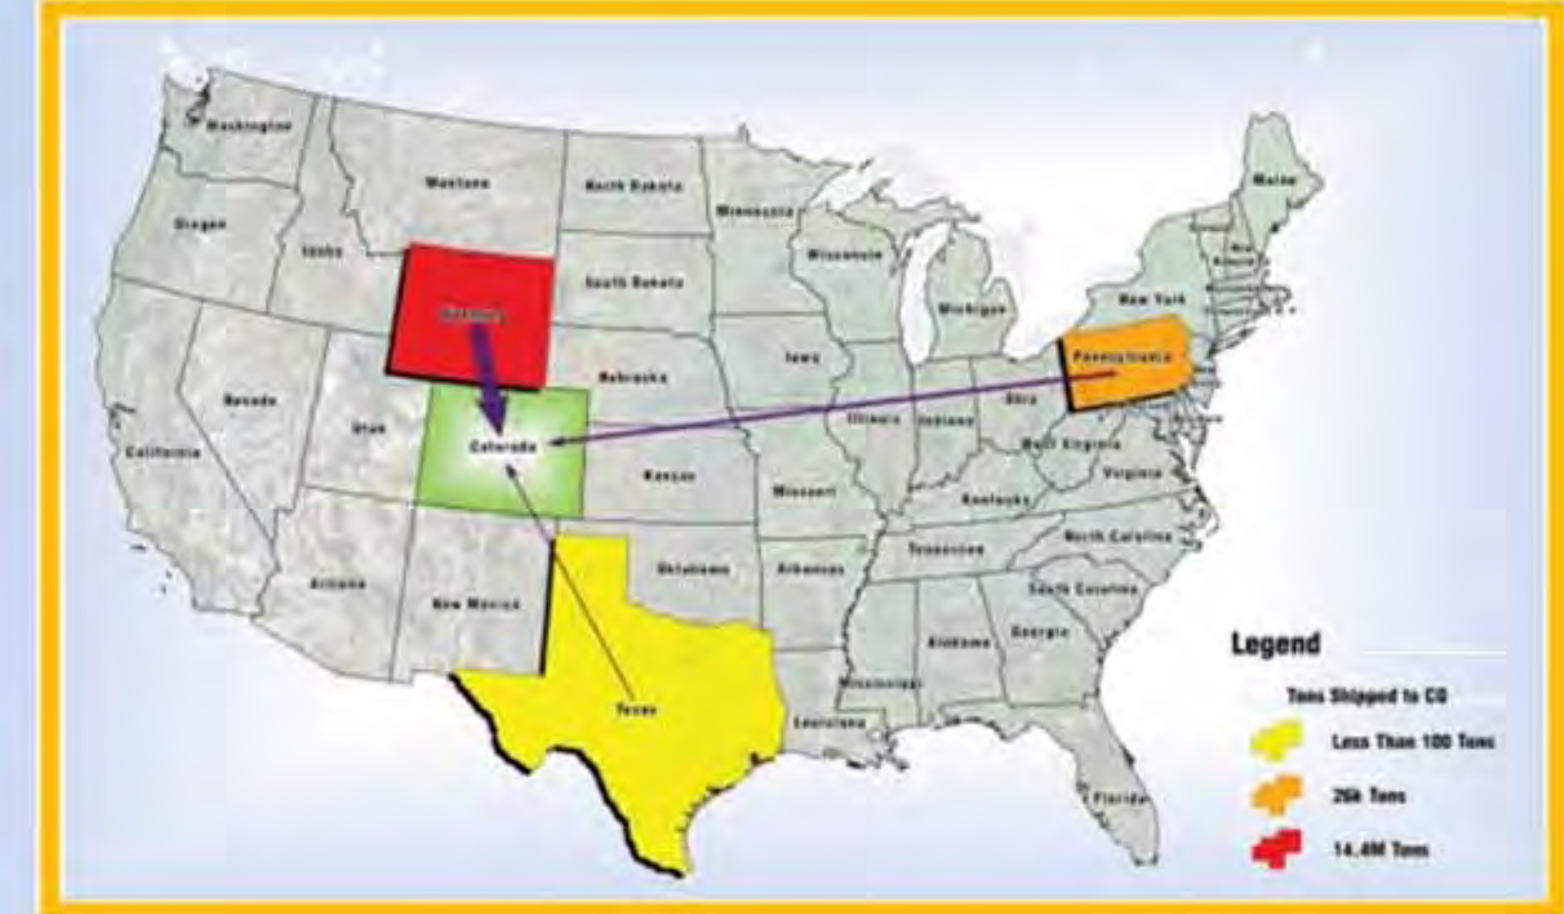 Washington
Montana
North Dakota
Minnesota
Maine
Oregon
Idaho
South Dakota
Wisconsin
Michigan
New York
Iowa
Pennsylvania
Nebraska
Nevada
Utah
Colorado
Illinois
Indiana
Ohio
West Virginia
California
Kansas
Missouri
Kentucky
Virginia
North Carolina
Tennessee
Arizona
New Mexico
Oklahoma
Arkansas
South Carolina
Alabama
Georgia
Mississippi
Texas
Louisiana
Florida
Legend
Tons Shipped to CO
Less Than 100 Tons
26k Tons
14.4M Tons